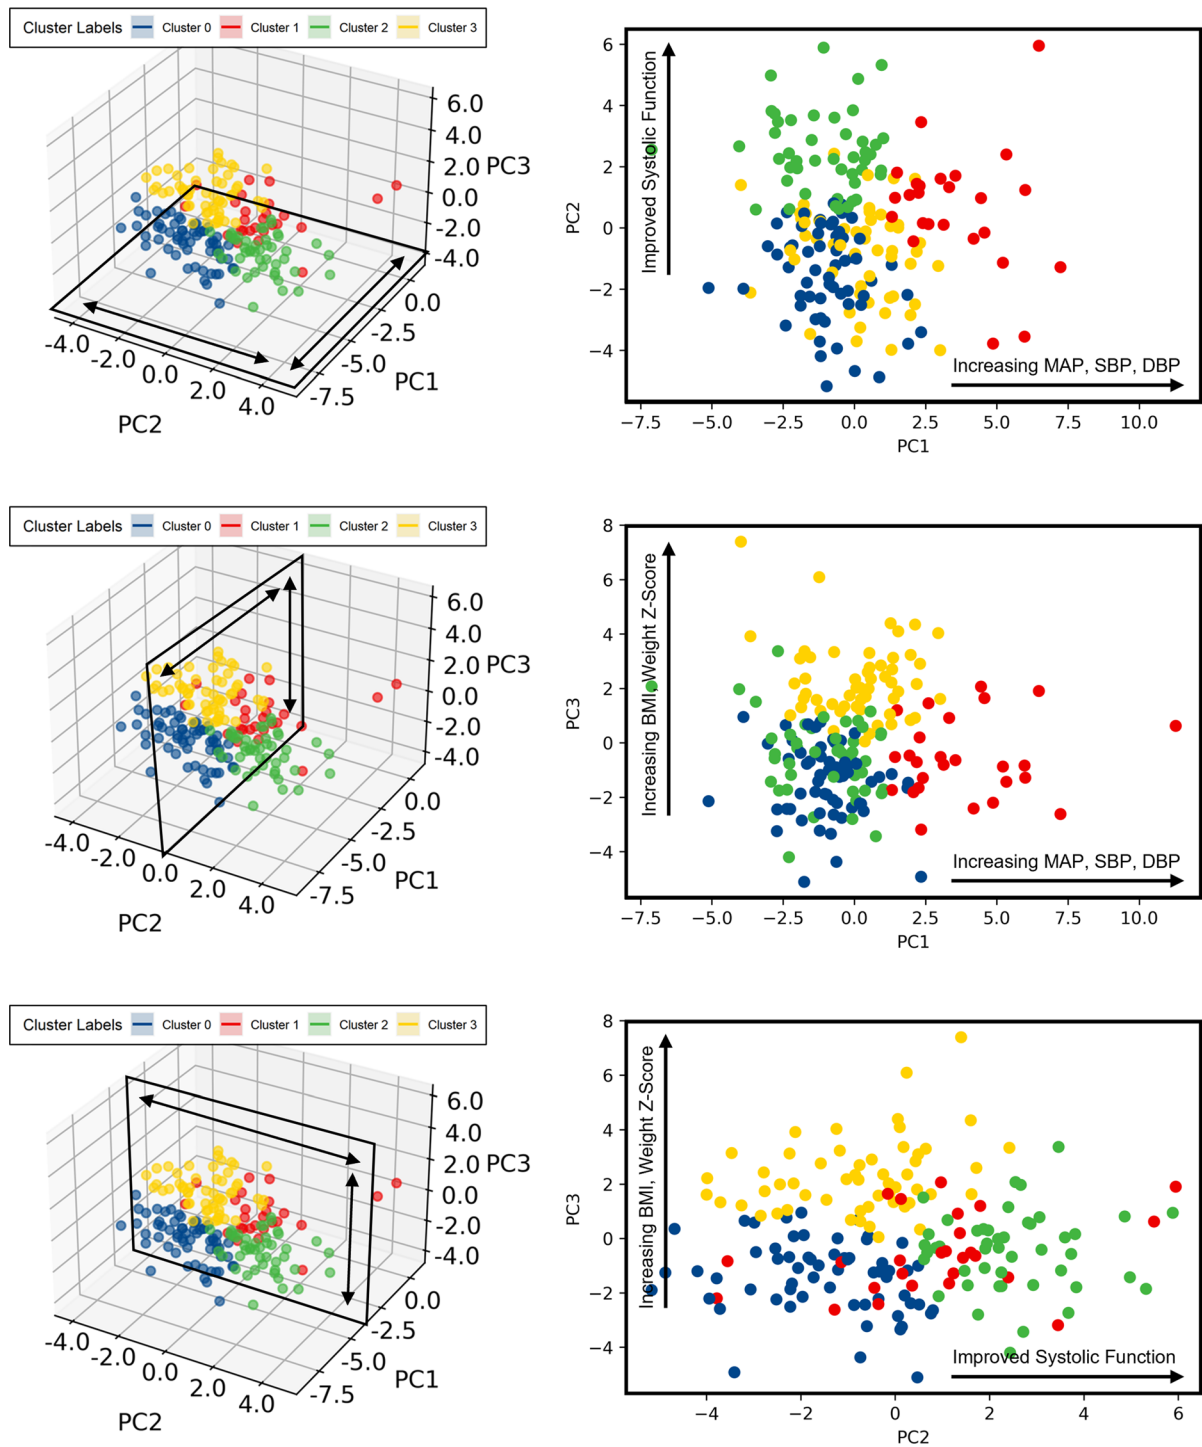 Cluster Labels Cluster 0 Cluster 1 Cluster 2 Cluster 3
6.0
4.0
2.0
PC3
0.0
-2.0
-4.0
0.0
-2.5
-5.0
PC1
-7.5
-4.0
-2.0
0.0
2.0
4.0
PC2
6
4
2
0
−2
−4
PC2
Improved Systolic Function
Increasing MAP, SBP, DBP
−7.5 −5.0 −2.5 0.0 2.5 5.0 7.5 10.0
PC1
Cluster Labels Cluster 0 Cluster 1 Cluster 2 Cluster 3
6.0
4.0
2.0
PC3
0.0
-2.0
-4.0
0.0
-2.5
-5.0
PC1
-7.5
-4.0
-2.0
0.0
2.0
4.0
PC2
8
6
4
2
0
−2
−4
PC3
Increasing BMI, Weight Z-Score
Increasing MAP, SBP, DBP
−7.5 −5.0 −2.5 0.0 2.5 5.0 7.5 10.0
PC1
Cluster Labels Cluster 0 Cluster 1 Cluster 2 Cluster 3
6.0
4.0
2.0
PC3
0.0
-2.0
-4.0
0.0
-2.5
-5.0
PC1
-7.5
-4.0
-2.0
0.0
2.0
4.0
PC2
8
6
4
2
0
−2
−4
PC3
Increasing BMI, Weight Z-Score
Improved Systolic Function
−4 −2 0 2 4 6
PC2